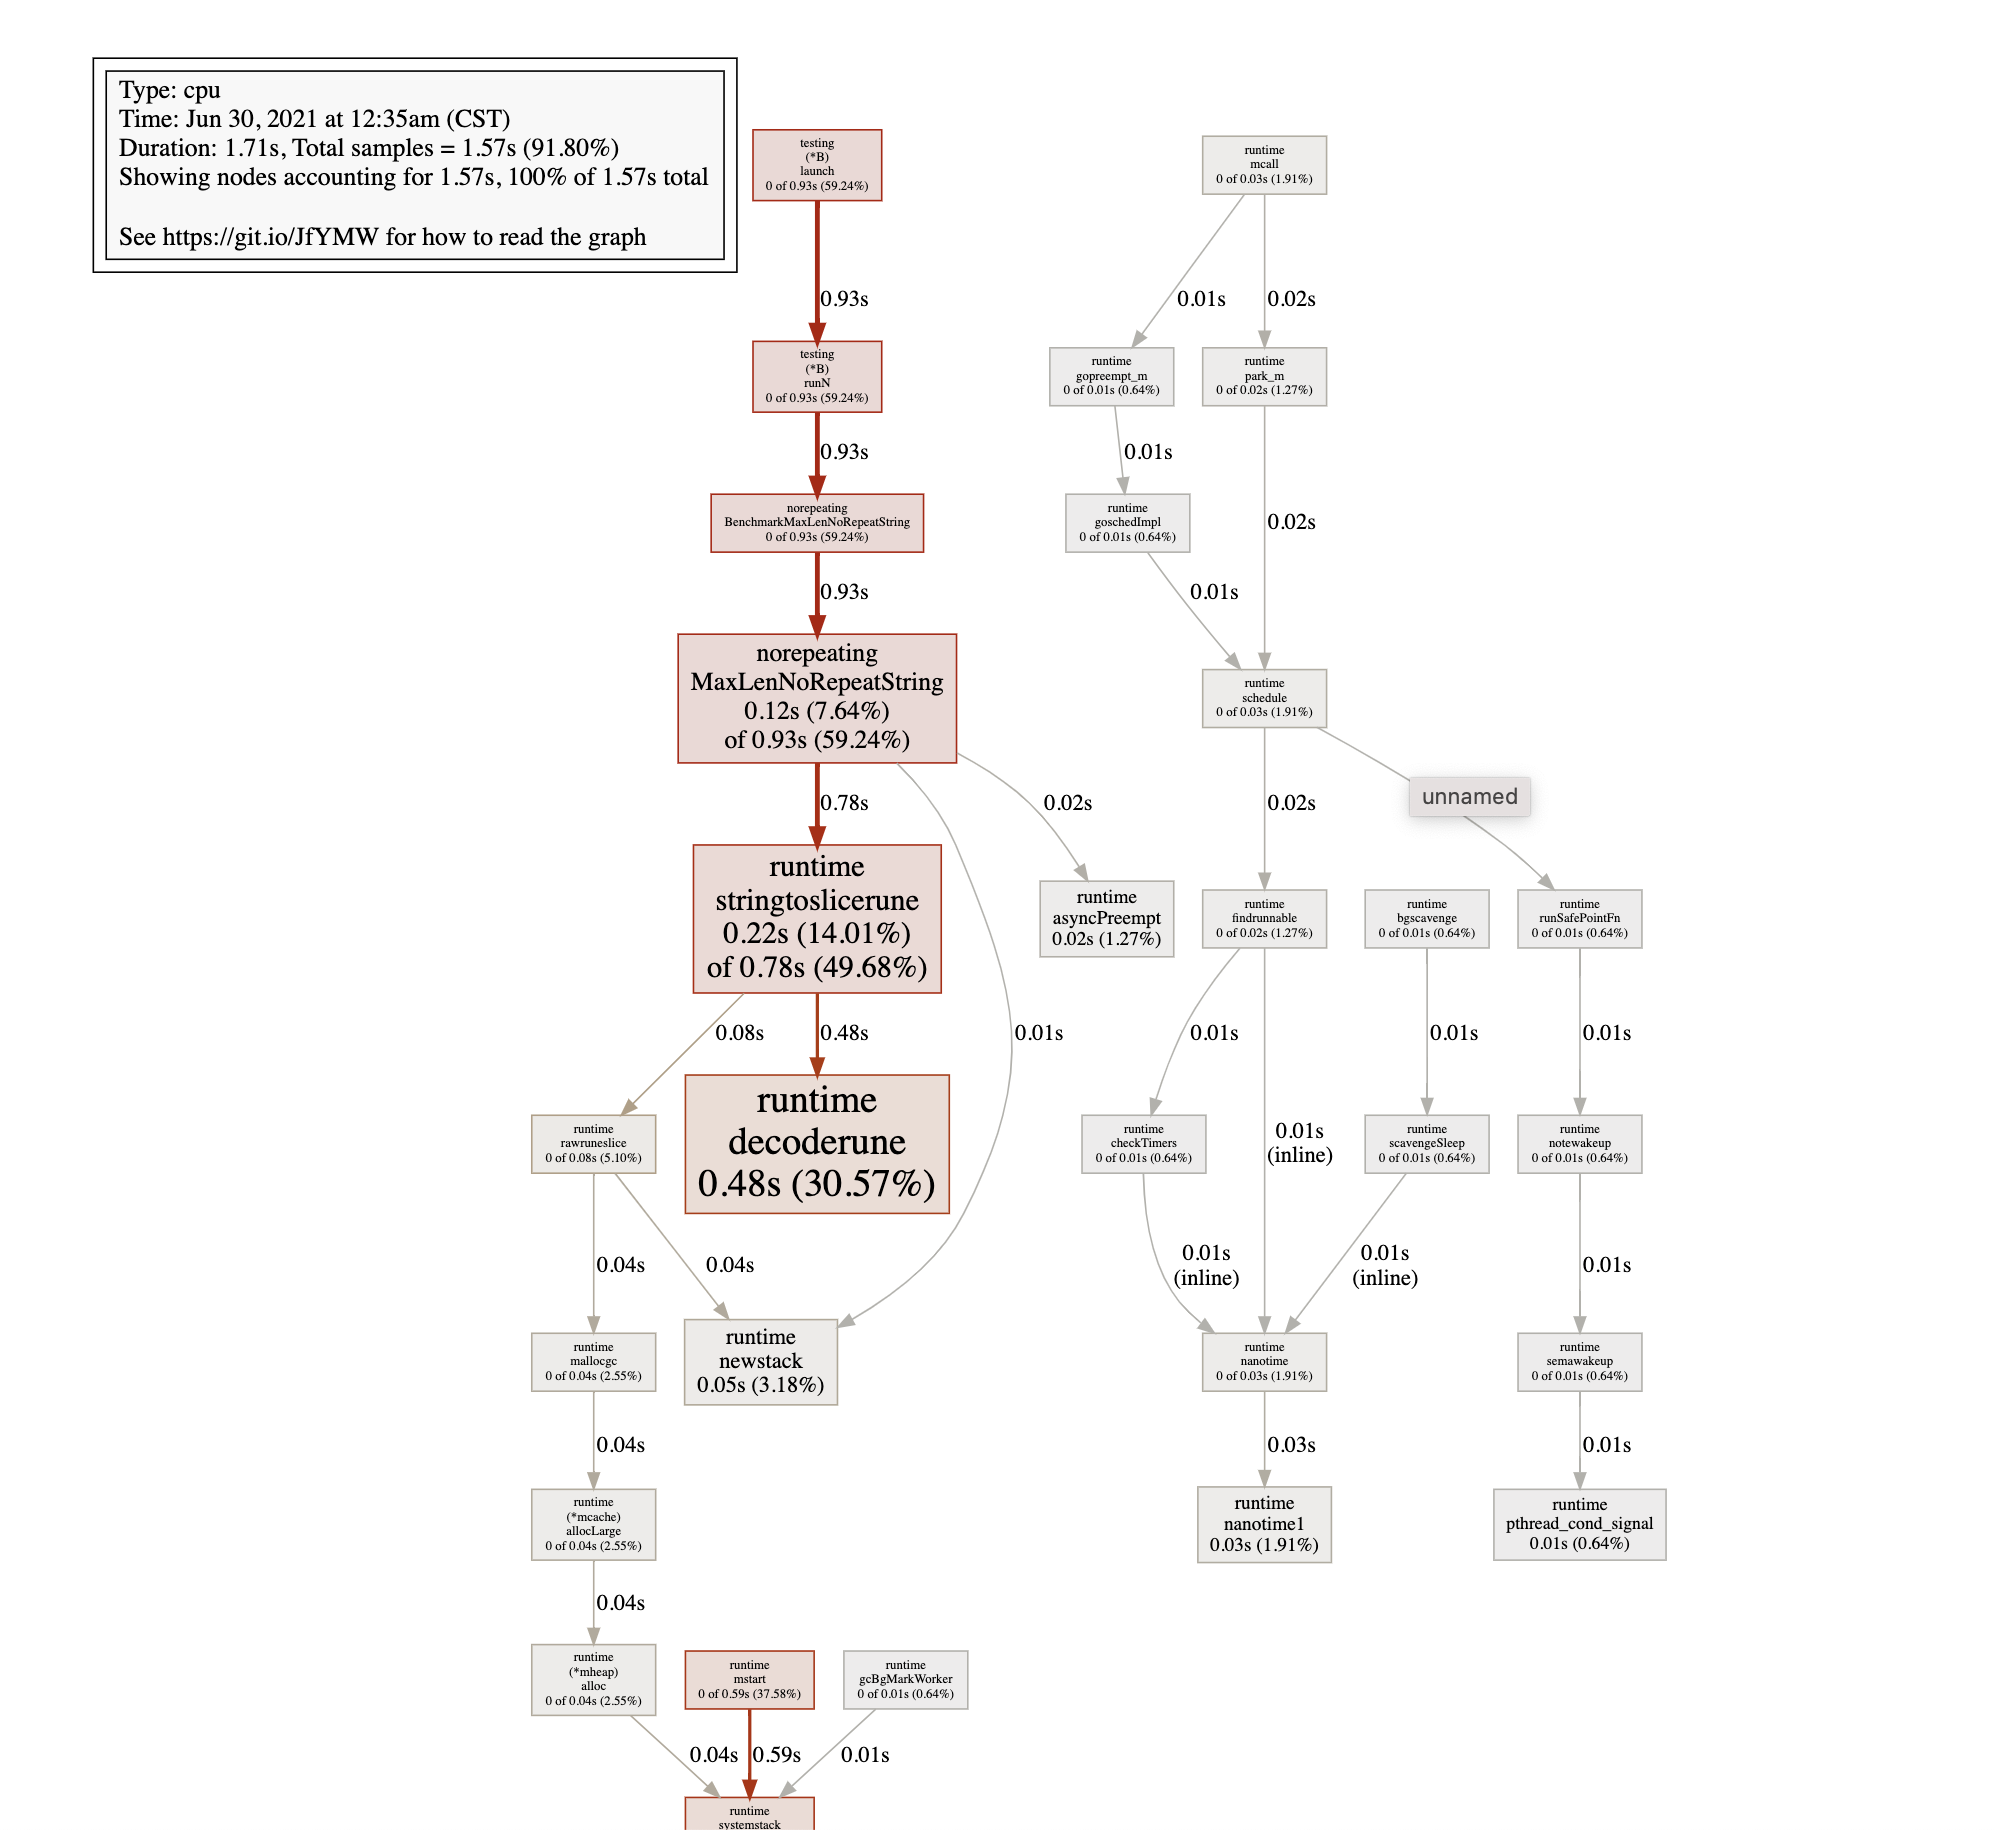 Type: cpu
Time: Jun 30, 2021 at 12:35am (CST)
Duration: 1.71s, Total samples = 1.57s (91.80%)
Showing nodes accounting for 1.57s, 100% of 1.57s total
See https://git.io/JfYMW for how to read the graph
testing
(*B)
launch
0 of 0.93s (59.24%)
runtime
mcall
0 of 0.03s (1.91%)
0.93s
0.01s
0.02s
testing
(*B)
runN
0 of 0.93s (59.24%)
runtime
gopreempt_m
0 of 0.01s (0.64%)
runtime
park_m
0 of 0.02s (1.27%)
0.93s
0.01s
norepeating
BenchmarkMaxLenNoRepeatString
0 of 0.93s (59.24%)
runtime
goschedImpl
0 of 0.01s (0.64%)
0.02s
0.93s
0.01s
norepeating
MaxLenNoRepeatString
0.12s (7.64%)
of 0.93s (59.24%)
runtime
schedule
0 of 0.03s (1.91%)
0.78s
0.02s
0.02s
unnamed
runtime
stringtoslicerune
0.22s (14.01%)
of 0.78s (49.68%)
runtime
asyncPreempt
0.02s (1.27%)
runtime
findrunnable
0 of 0.02s (1.27%)
runtime
bgscavenge
0 of 0.01s (0.64%)
runtime
runSafePointFn
0 of 0.01s (0.64%)
0.08s
0.48s
0.01s
0.01s
0.01s
0.01s
runtime
rawruneslice
0 of 0.08s (5.10%)
runtime
decoderune
0.48s (30.57%)
runtime
checkTimers
0 of 0.01s (0.64%)
0.01s
(inline)
runtime
scavengeSleep
0 of 0.01s (0.64%)
runtime
notewakeup
0 of 0.01s (0.64%)
0.04s
0.04s
0.01s
(inline)
0.01s
(inline)
0.01s
runtime
mallocgc
0 of 0.04s (2.55%)
runtime
newstack
0.05s (3.18%)
runtime
nanotime
0 of 0.03s (1.91%)
runtime
semawakeup
0 of 0.01s (0.64%)
0.04s
0.03s
0.01s
runtime
(*mcache)
allocLarge
0 of 0.04s (2.55%)
runtime
nanotime1
0.03s (1.91%)
runtime
pthread_cond_signal
0.01s (0.64%)
0.04s
runtime
(*mheap)
alloc
0 of 0.04s (2.55%)
runtime
mstart
0 of 0.59s (37.58%)
runtime
gcBgMarkWorker
0 of 0.01s (0.64%)
0.04s
0.59s
0.01s
runtime
systemstack